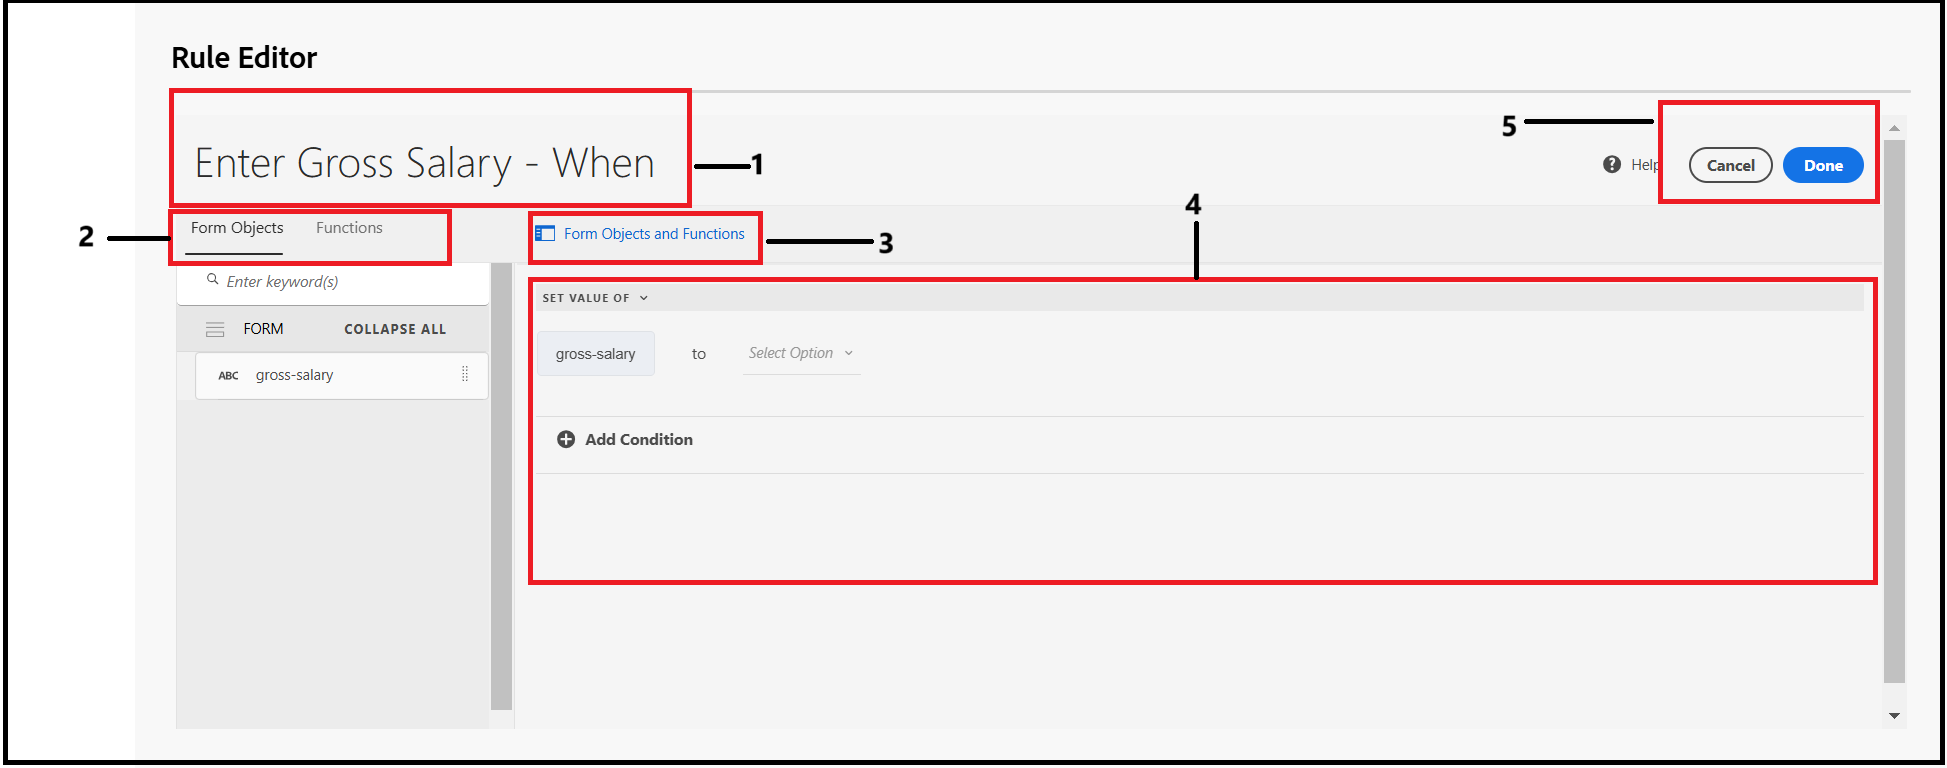 Rule Editor
Enter Gross Salary - When
1
5
Help
Cancel
Done
2
Form Objects
Functions
Form Objects and Functions
3
4
Enter keyword(s)
FORM
COLLAPSE ALL
ABC
gross-salary
SET VALUE OF
gross-salary
to
Select Option
Add Condition